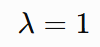 λ = 1